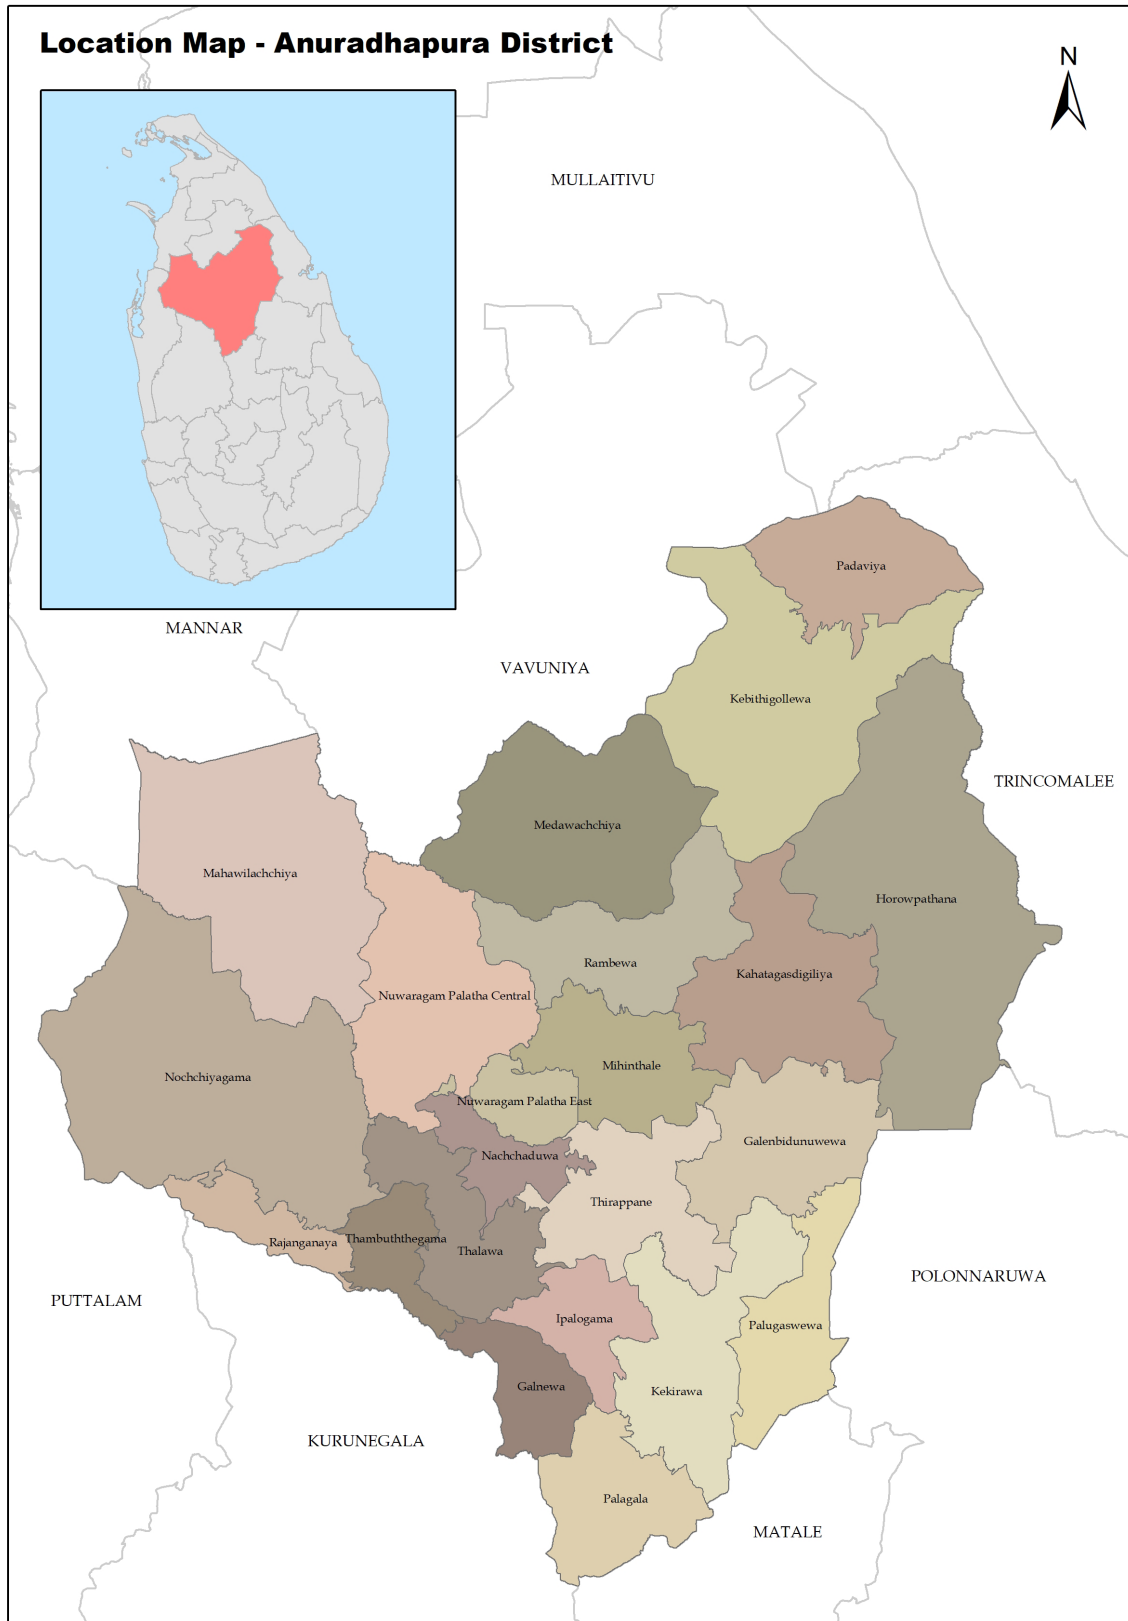 Location Map - Anuradhapura District
N
MULLAITIVU
MANNAR
VAVUNIYA
TRINCOMALEE
Padaviya
Kebithigollewa
Medawachchiya
Mahawilachchiya
Horowpathana
Rambewa
Kahatagasdigiliya
Nuwaragam Palatha Central
Mihinthale
Nochchiyagama
Nuwaragam Palatha East
Galenbidunuwewa
Nachchaduwa
Thirappane
Rajanganaya
Thambuththegama
Thalawa
POLONNARUWA
PUTTALAM
Ipalogama
Palugaswewa
Galnewa
Kekirawa
KURUNEGALA
Palagala
MATALE